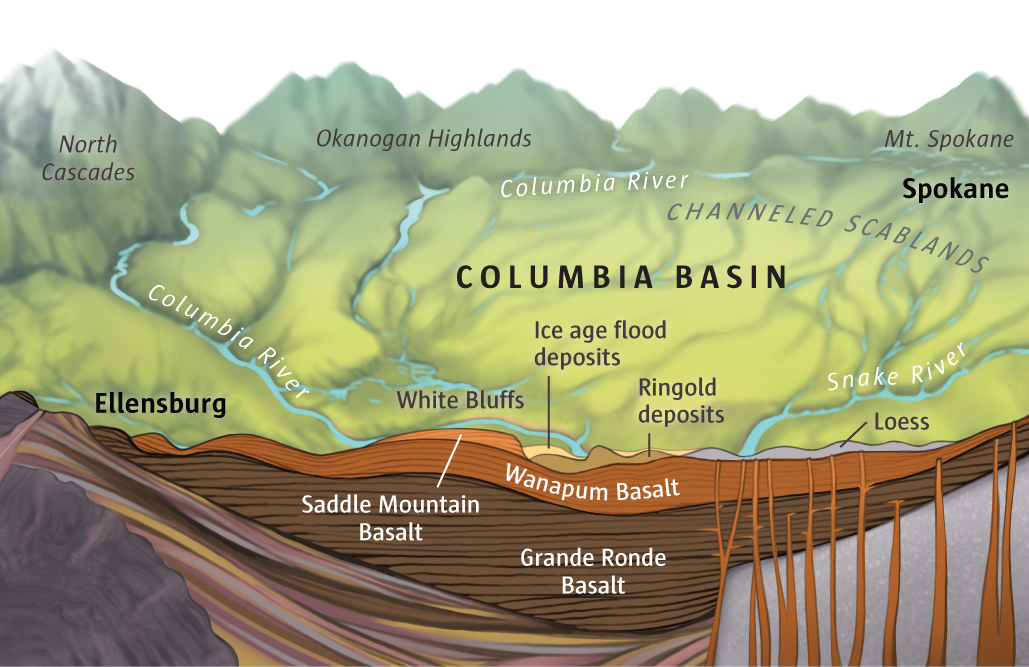 North
Cascades
Okanogan Highlands
Mt. Spokane
Columbia River
Spokane
CHANNELED SCABLANDS
COLUMBIA BASIN
Columbia River
Ice age flood
deposits
Snake River
Ringold
deposits
White Bluffs
Ellensburg
Loess
Wanapum Basalt
Saddle Mountain
Basalt
Grande Ronde
Basalt